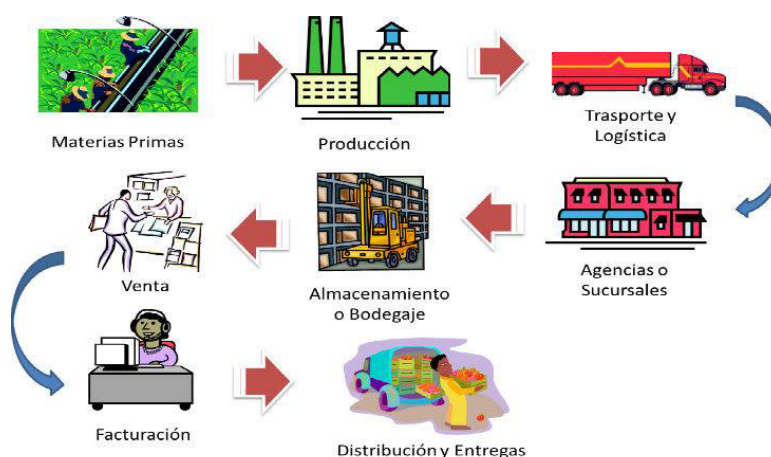 Materias Primas
Producción
Trasporte y
Logística
Agencias o
Sucursales
Almacenamiento
o Bodegaje
Venta
Facturación
Distribución y Entregas